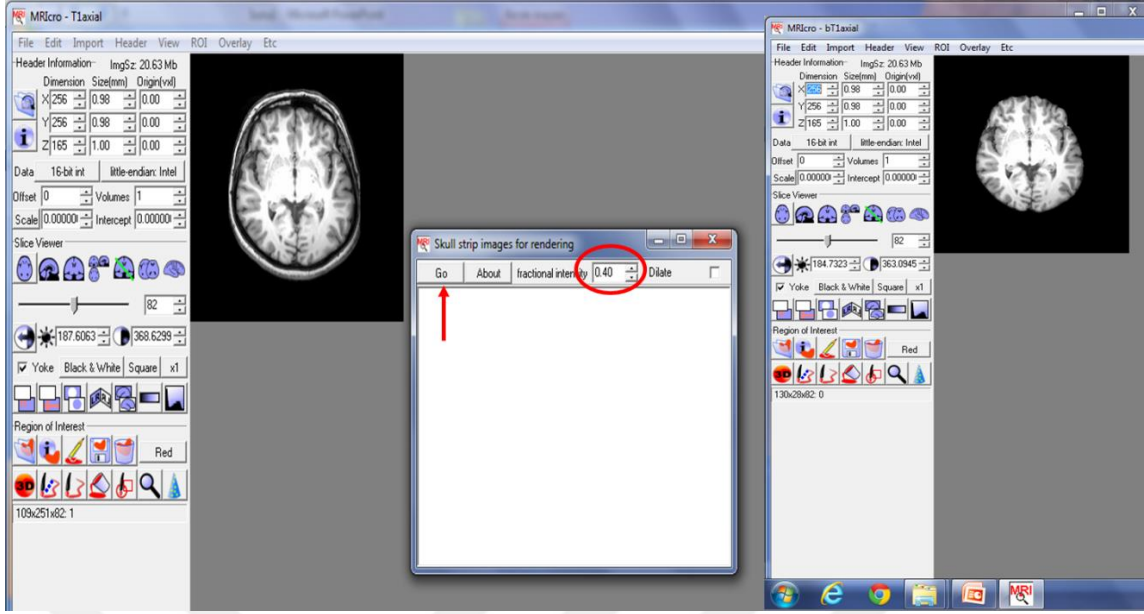 MRIcro - T1axial
File Edit Import Header View ROI Overlay Etc
Header Information ImgSz: 20.63 Mb
Dimension Size(mm) Origin(vxl)
X 256 0.98 0.00
Y 256 0.98 0.00
Z 165 1.00 0.00
Data 16-bit int little-endian: Intel
Offset 0 Volumes 1
Scale 0.00000 Intercept 0.00000
Slice Viewer
82
187.6063 368.6299
Yoke Black & White Square x1
Region of Interest
Red
3D
109x251x82: 1
Skull strip images for rendering
Go About fractional intensity 0.40 Dilate
MRIcro - bT1axial
File Edit Import Header View ROI Overlay Etc
Header Information ImgSz: 20.63 Mb
Dimension Size(mm) Origin(vxl)
X 256 0.98 0.00
Y 256 0.98 0.00
Z 165 1.00 0.00
Data 16-bit int little-endian: Intel
Offset 0 Volumes 1
Scale 0.00000 Intercept 0.00000
Slice Viewer
82
184.7323 363.0945
Yoke Black & White Square x1
Region of Interest
Red
3D
130x28x82: 0
MRI